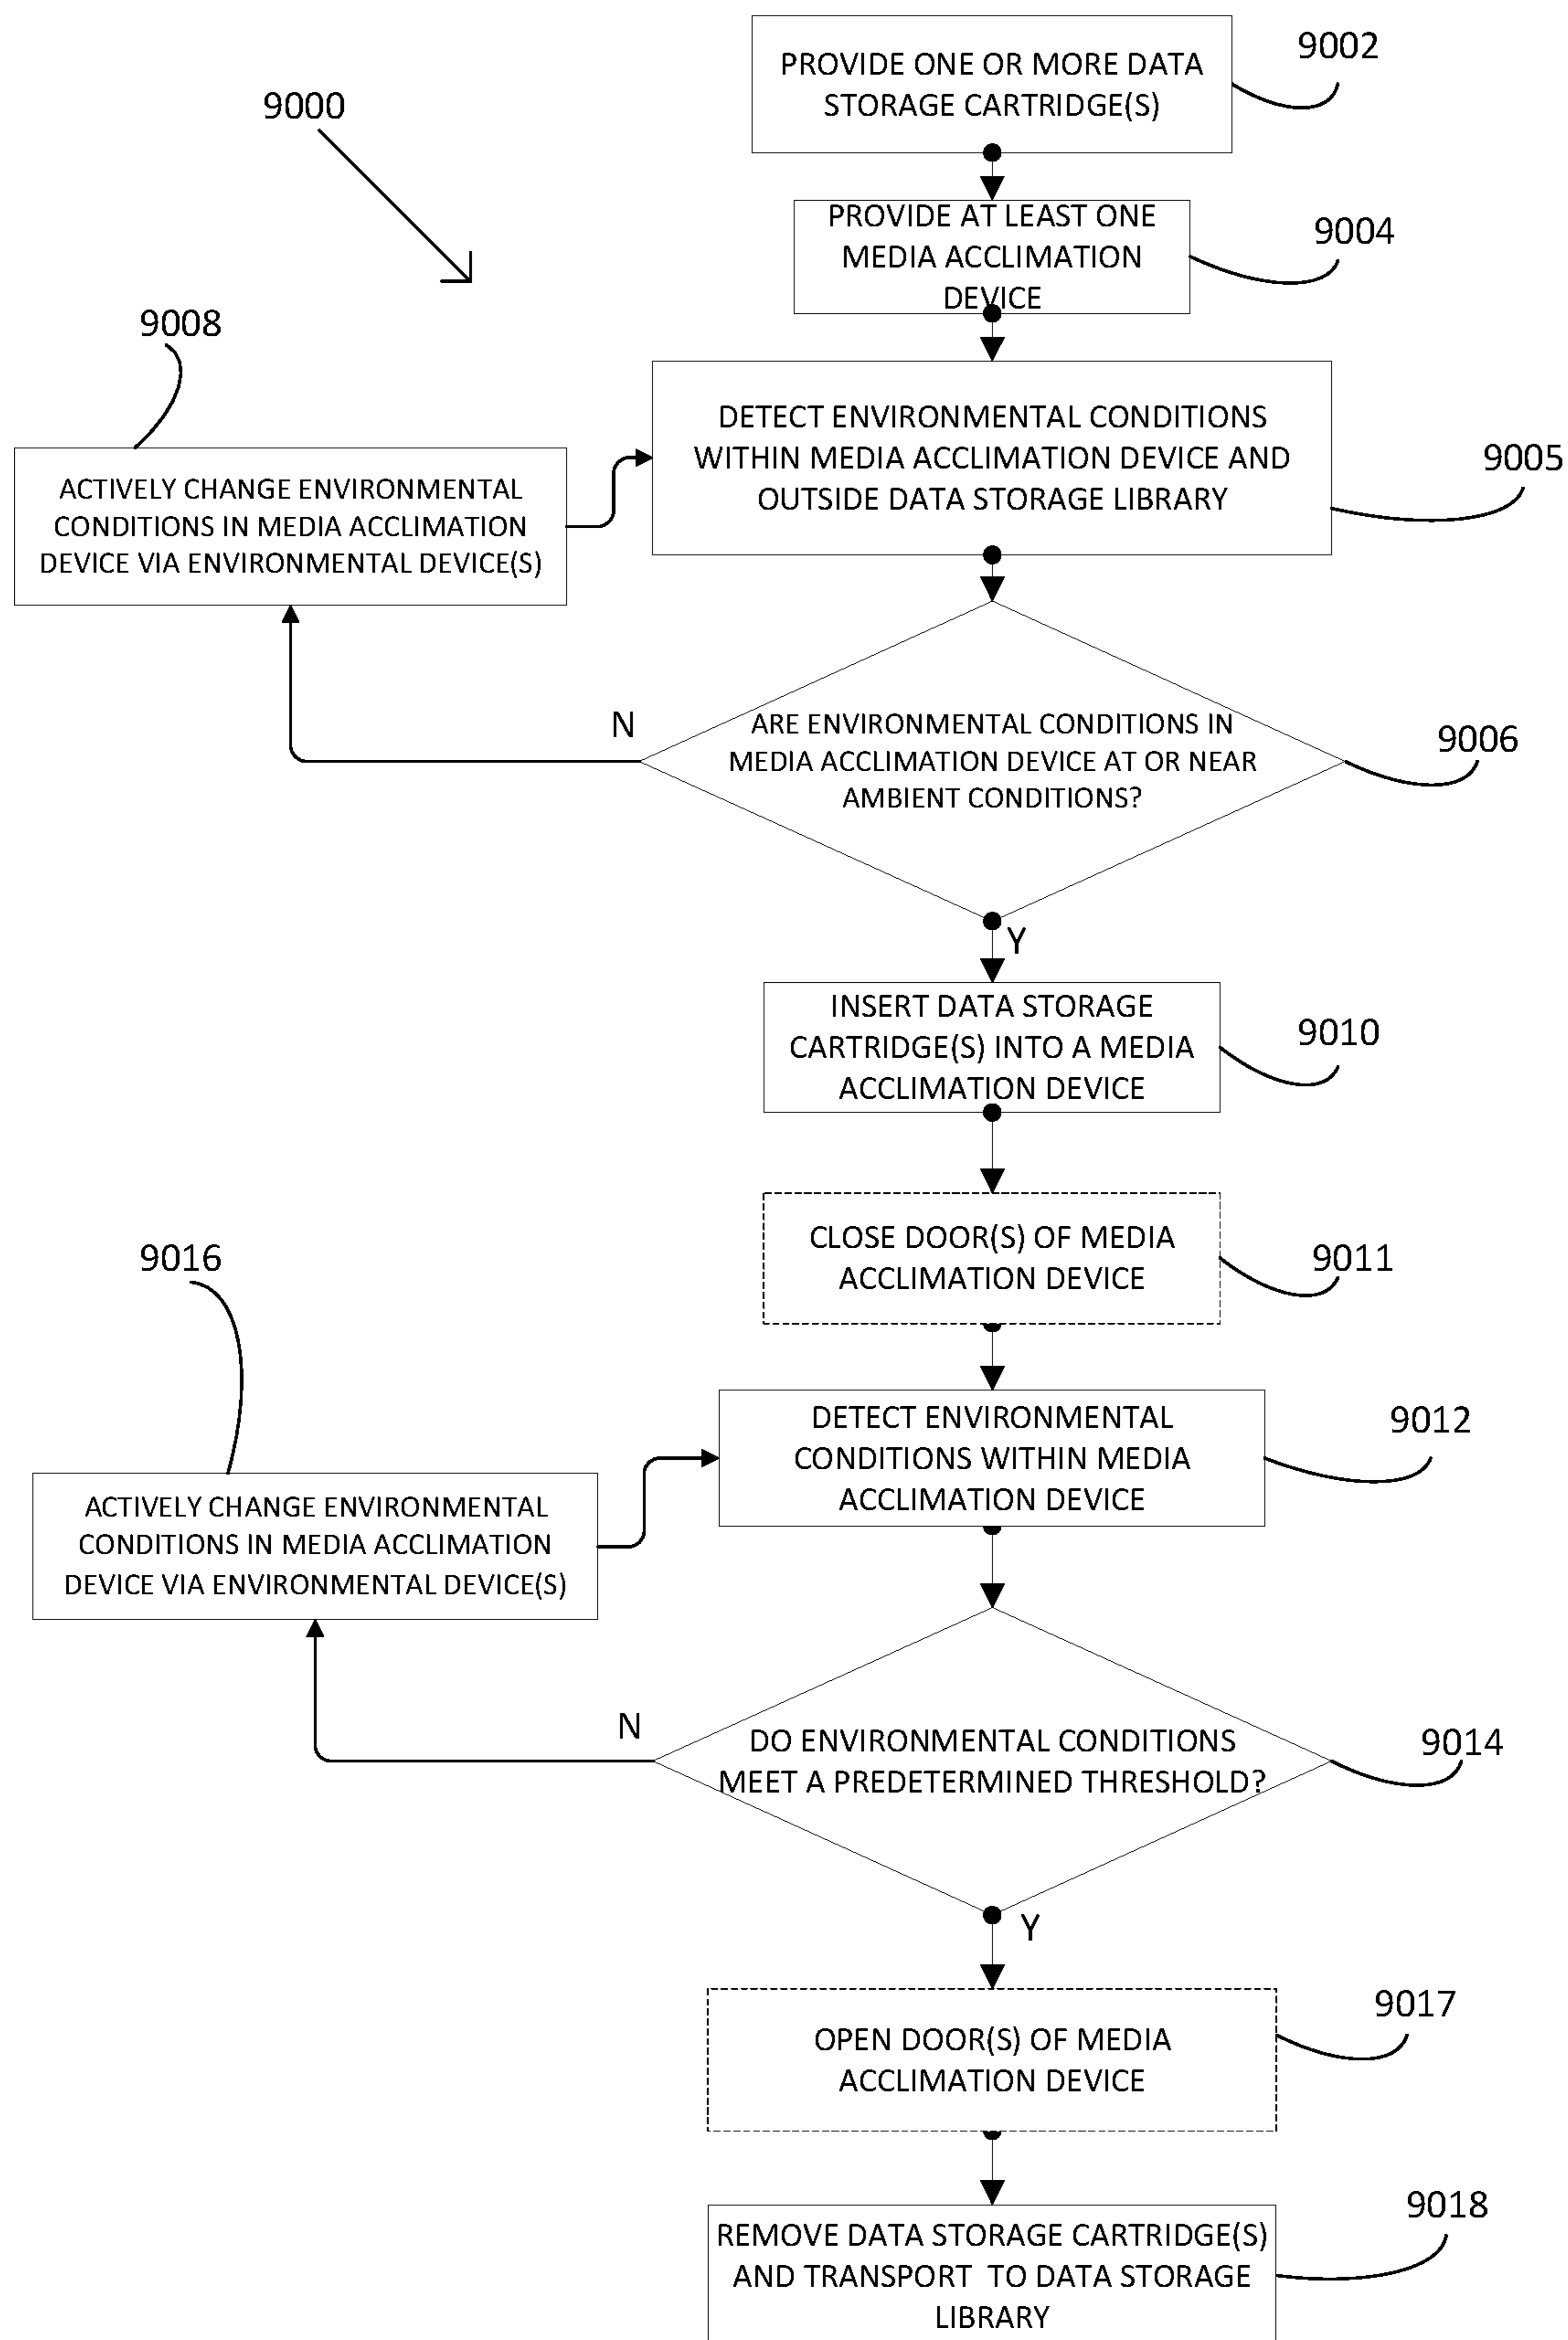 PROVIDE ONE OR MORE DATA
STORAGE CARTRIDGE(S)
9002
9000
PROVIDE AT LEAST ONE
MEDIA ACCLIMATION
DEVICE
9004
9008
DETECT ENVIRONMENTAL CONDITIONS
WITHIN MEDIA ACCLIMATION DEVICE AND
OUTSIDE DATA STORAGE LIBRARY
9005
ACTIVELY CHANGE ENVIRONMENTAL
CONDITIONS IN MEDIA ACCLIMATION
DEVICE VIA ENVIRONMENTAL DEVICE(S)
N
ARE ENVIRONMENTAL CONDITIONS IN
MEDIA ACCLIMATION DEVICE AT OR NEAR
AMBIENT CONDITIONS?
9006
Y
INSERT DATA STORAGE
CARTRIDGE(S) INTO A MEDIA
ACCLIMATION DEVICE
9010
CLOSE DOOR(S) OF MEDIA
ACCLIMATION DEVICE
9011
9016
DETECT ENVIRONMENTAL
CONDITIONS WITHIN MEDIA
ACCLIMATION DEVICE
9012
ACTIVELY CHANGE ENVIRONMENTAL
CONDITIONS IN MEDIA ACCLIMATION
DEVICE VIA ENVIRONMENTAL DEVICE(S)
N
DO ENVIRONMENTAL CONDITIONS
MEET A PREDETERMINED THRESHOLD?
9014
Y
OPEN DOOR(S) OF MEDIA
ACCLIMATION DEVICE
9017
REMOVE DATA STORAGE CARTRIDGE(S)
AND TRANSPORT TO DATA STORAGE
LIBRARY
9018